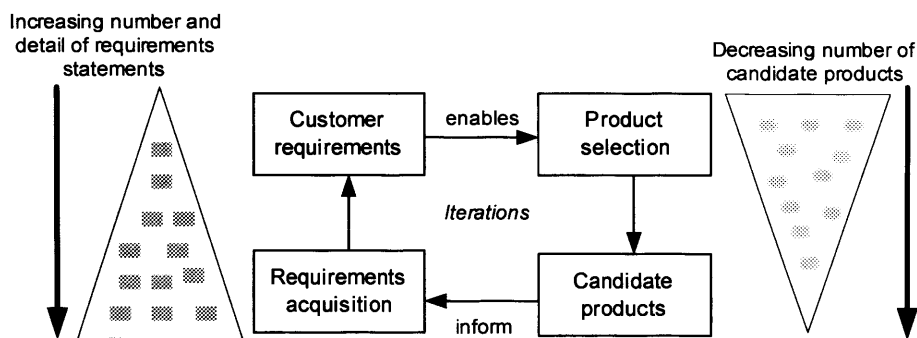 Increasing number and
detail of requirements
statements
Decreasing number of
candidate products
Customer
requirements
enables
Product
selection
Iterations
Requirements
acquisition
inform
Candidate
products